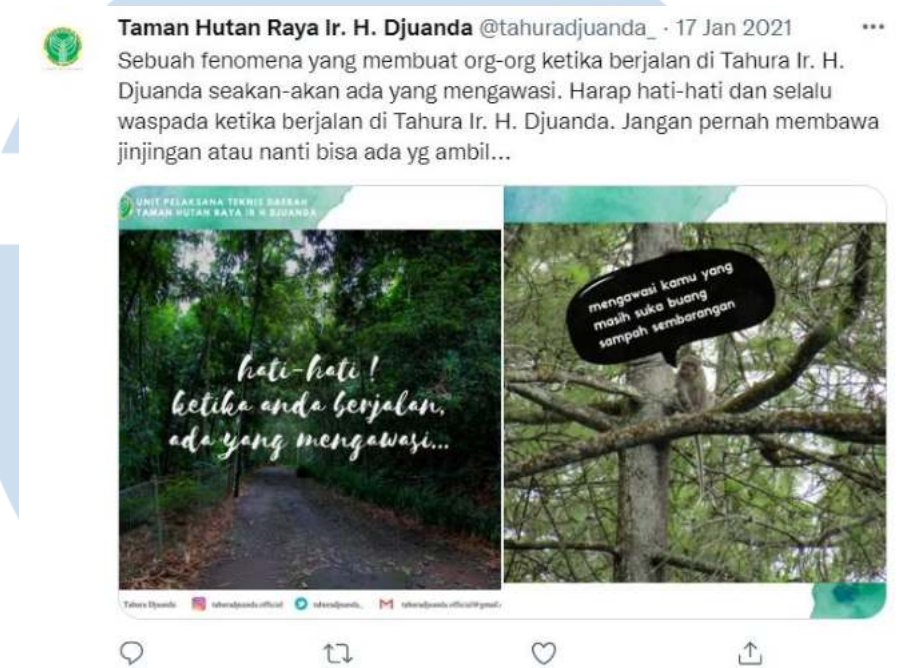 Taman Hutan Raya Ir. H. Djuanda @tahuradjuanda_ · 17 Jan 2021
Sebuah fenomena yang membuat org-org ketika berjalan di Tahura Ir. H.
Djuanda seakan-akan ada yang mengawasi. Harap hati-hati dan selalu
waspada ketika berjalan di Tahura Ir. H. Djuanda. Jangan pernah membawa
jinjingan atau nanti bisa ada yg ambil...
UNIT PELAKSANA TEKNIS DAERAH
TAMAN HUTAN RAYA IR H DJUANDA
hati-hati !
ketika anda berjalan,
ada yang mengawasi...
mengawasi kamu yang
masih suka buang
sampah sembarangan
Tahura Djuanda tahuradjuanda.official tahuradjuanda_ tahuradjuanda.official@gmail.